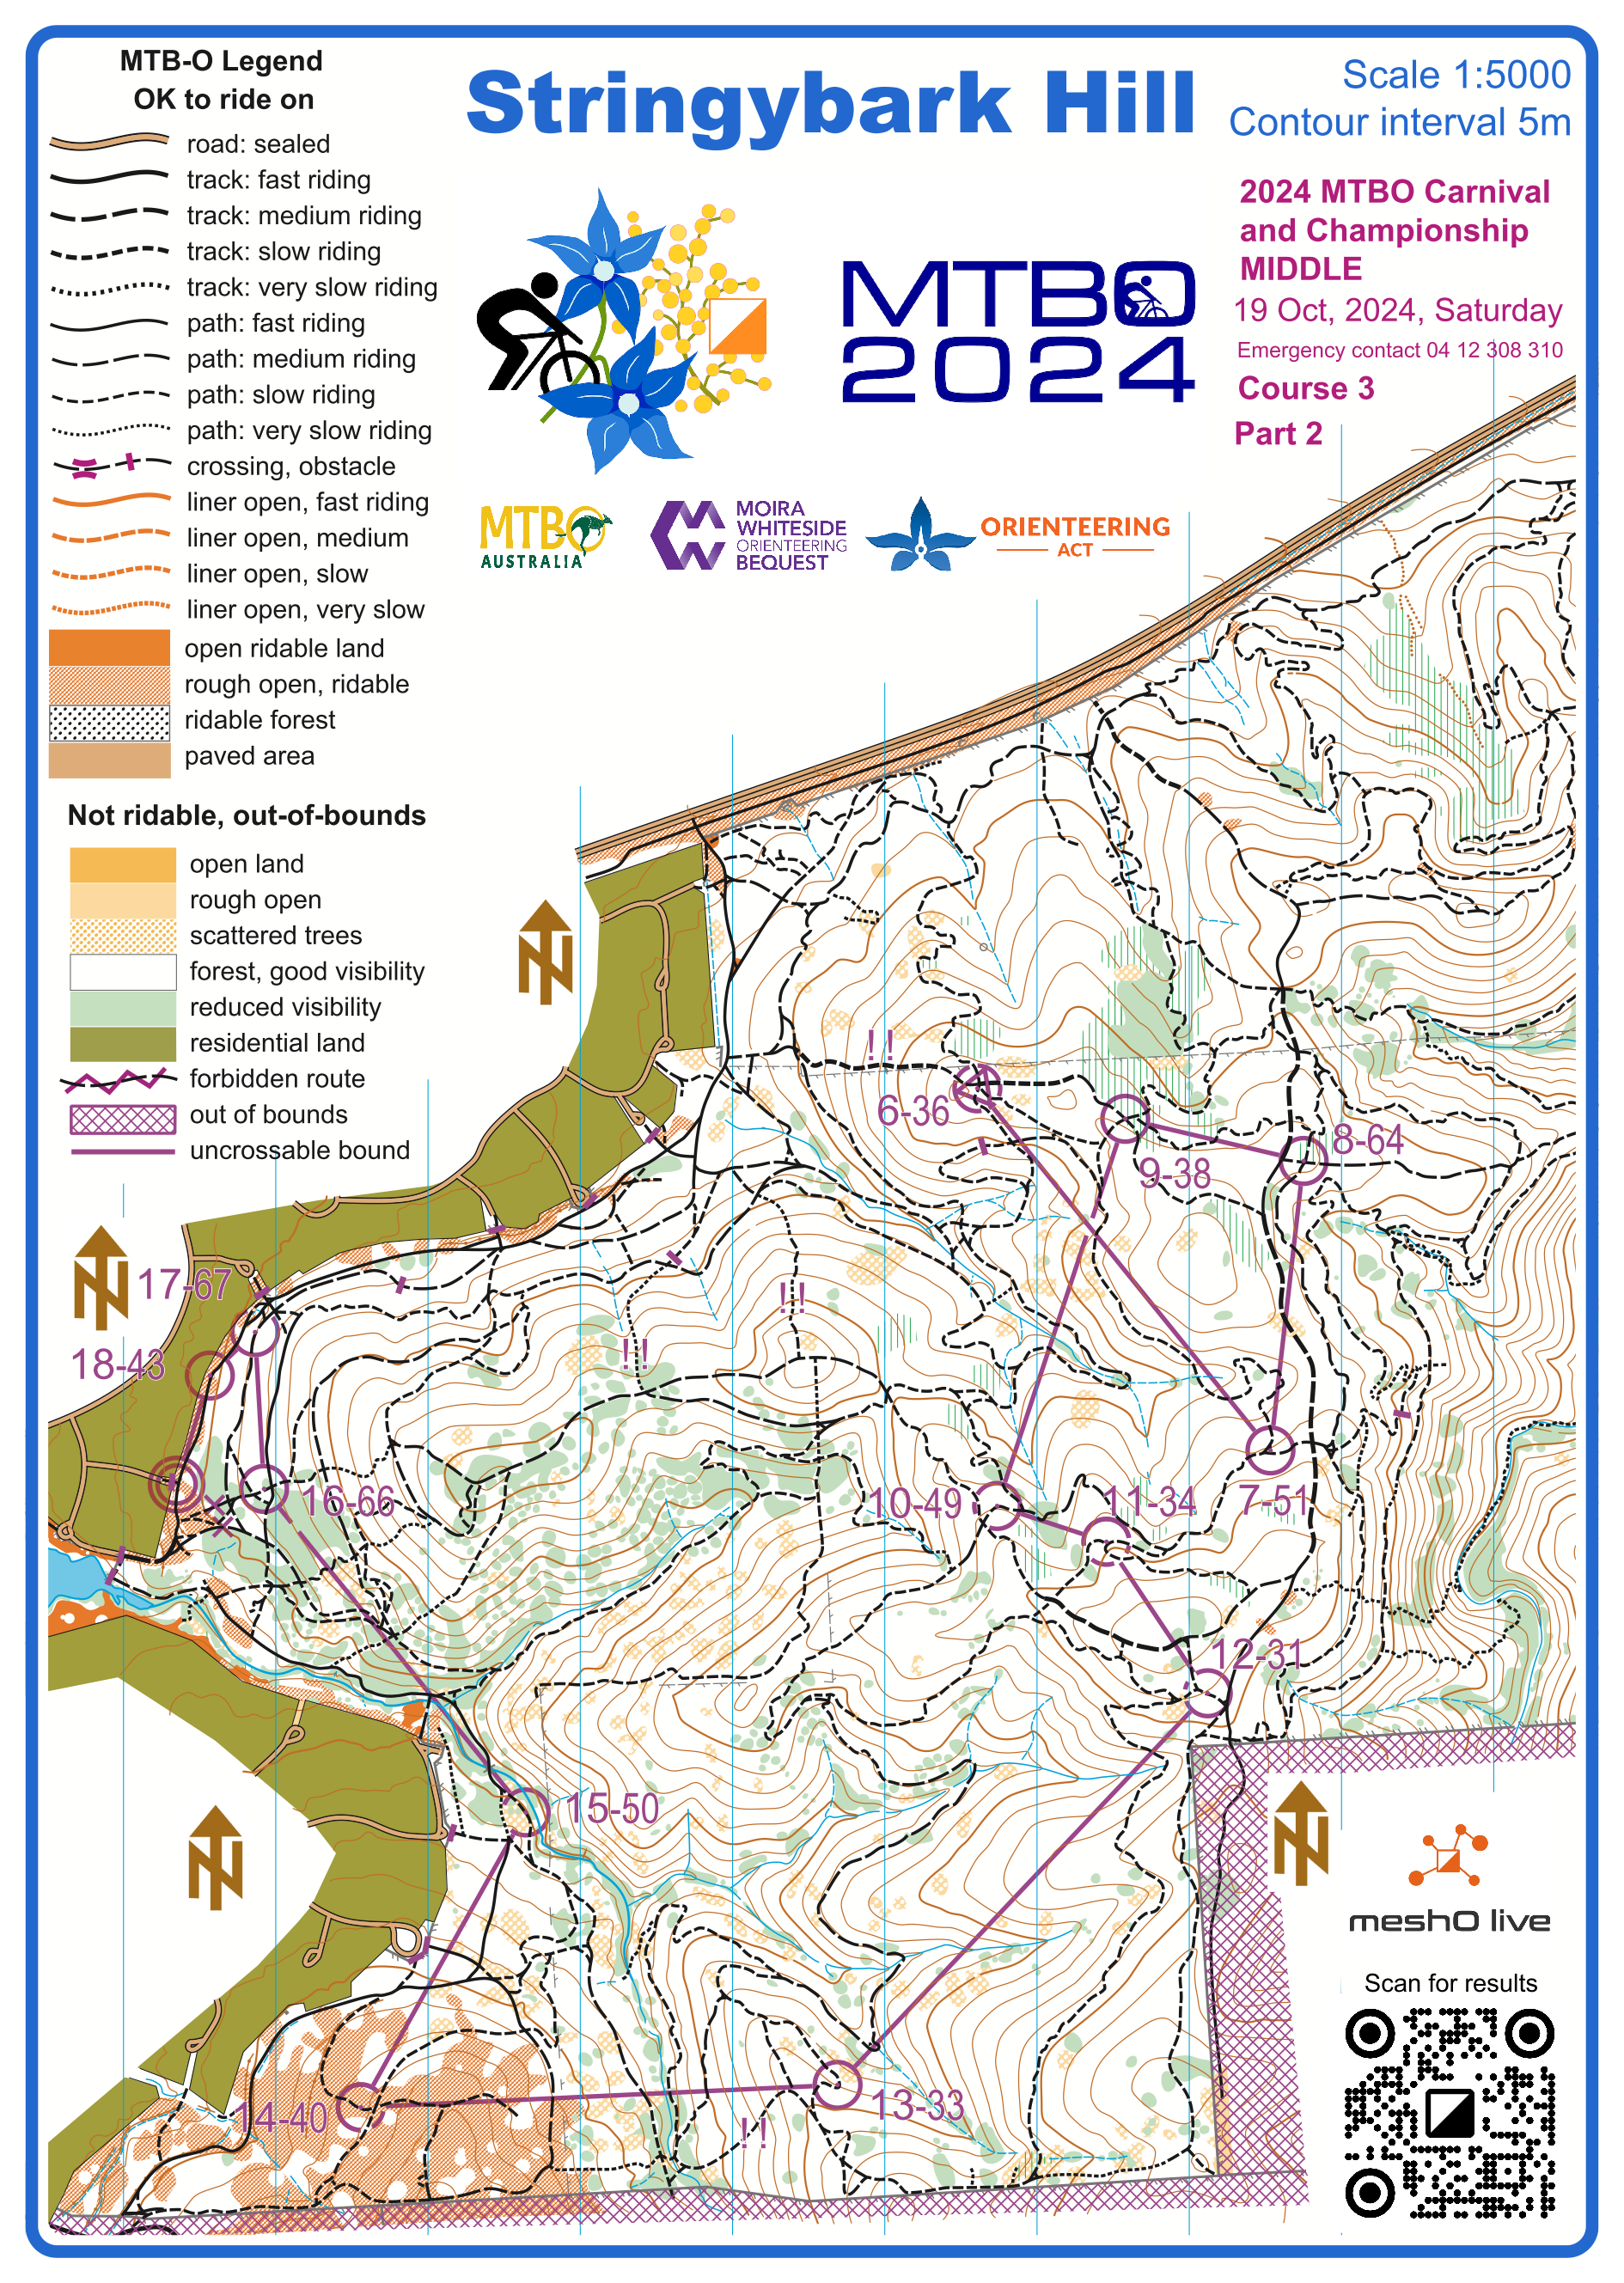 MTB-O Legend
OK to ride on
road: sealed
track: fast riding
track: medium riding
track: slow riding
track: very slow riding
path: fast riding
path: medium riding
path: slow riding
path: very slow riding
crossing, obstacle
liner open, fast riding
liner open, medium
liner open, slow
liner open, very slow
open ridable land
rough open, ridable
ridable forest
paved area
Not ridable, out-of-bounds
open land
rough open
scattered trees
forest, good visibility
reduced visibility
residential land
forbidden route
out of bounds
uncrossable bound
Stringybark Hill
Scale 1:5000
Contour interval 5m
MTBO
2024
2024 MTBO Carnival
and Championship
MIDDLE
19 Oct, 2024, Saturday
Emergency contact 04 12 308 310
Course 3
Part 2
MTBO
AUSTRALIA
MOIRA
WHITESIDE
ORIENTEERING
BEQUEST
ORIENTEERING
ACT
N
!!
6-36
8-64
9-38
N
17-67
!!
18-43
!!
16-66
10-49
11-34
7-51
12-31
15-50
N
N
14-40
13-33
!!
meshO live
Scan for results